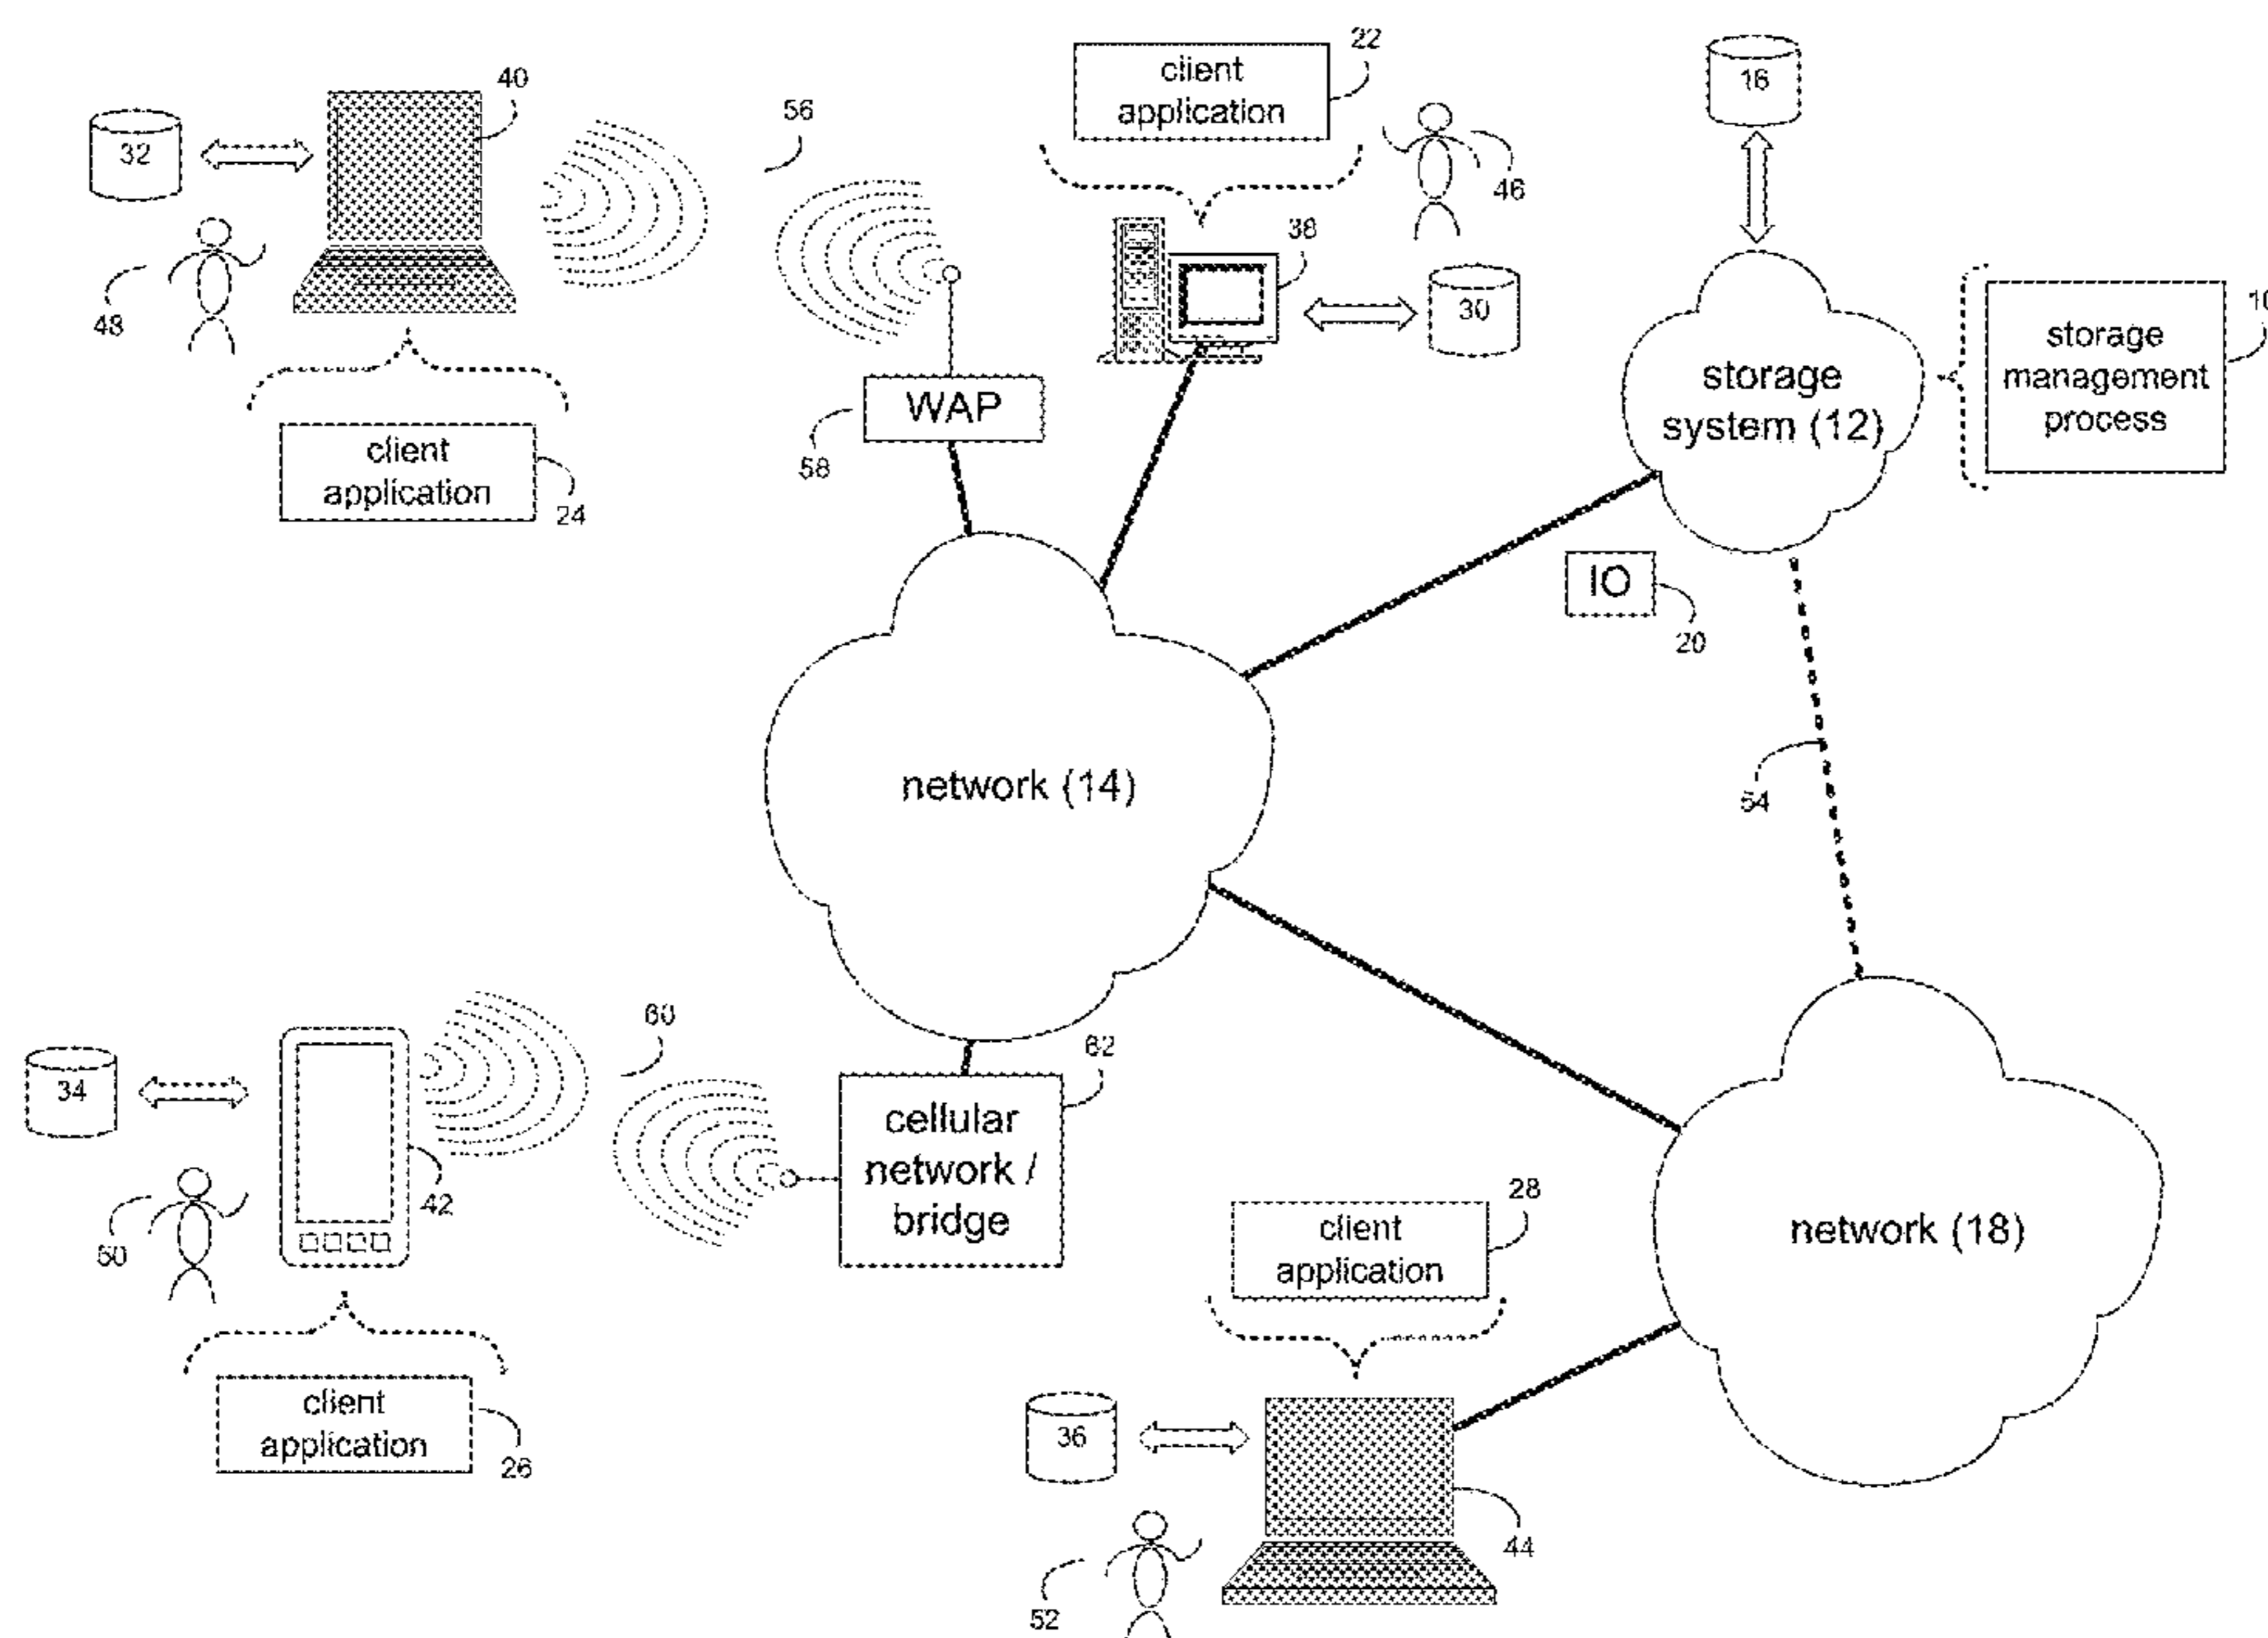 22
client
application
46
38
30
16
storage
system (12)
storage
management
process
10
40
32
48
client
application
24
56
WAP
58
IO
20
54
network (14)
60
62
cellular
network /
bridge
34
42
50
client
application
26
network (18)
28
client
application
36
44
52